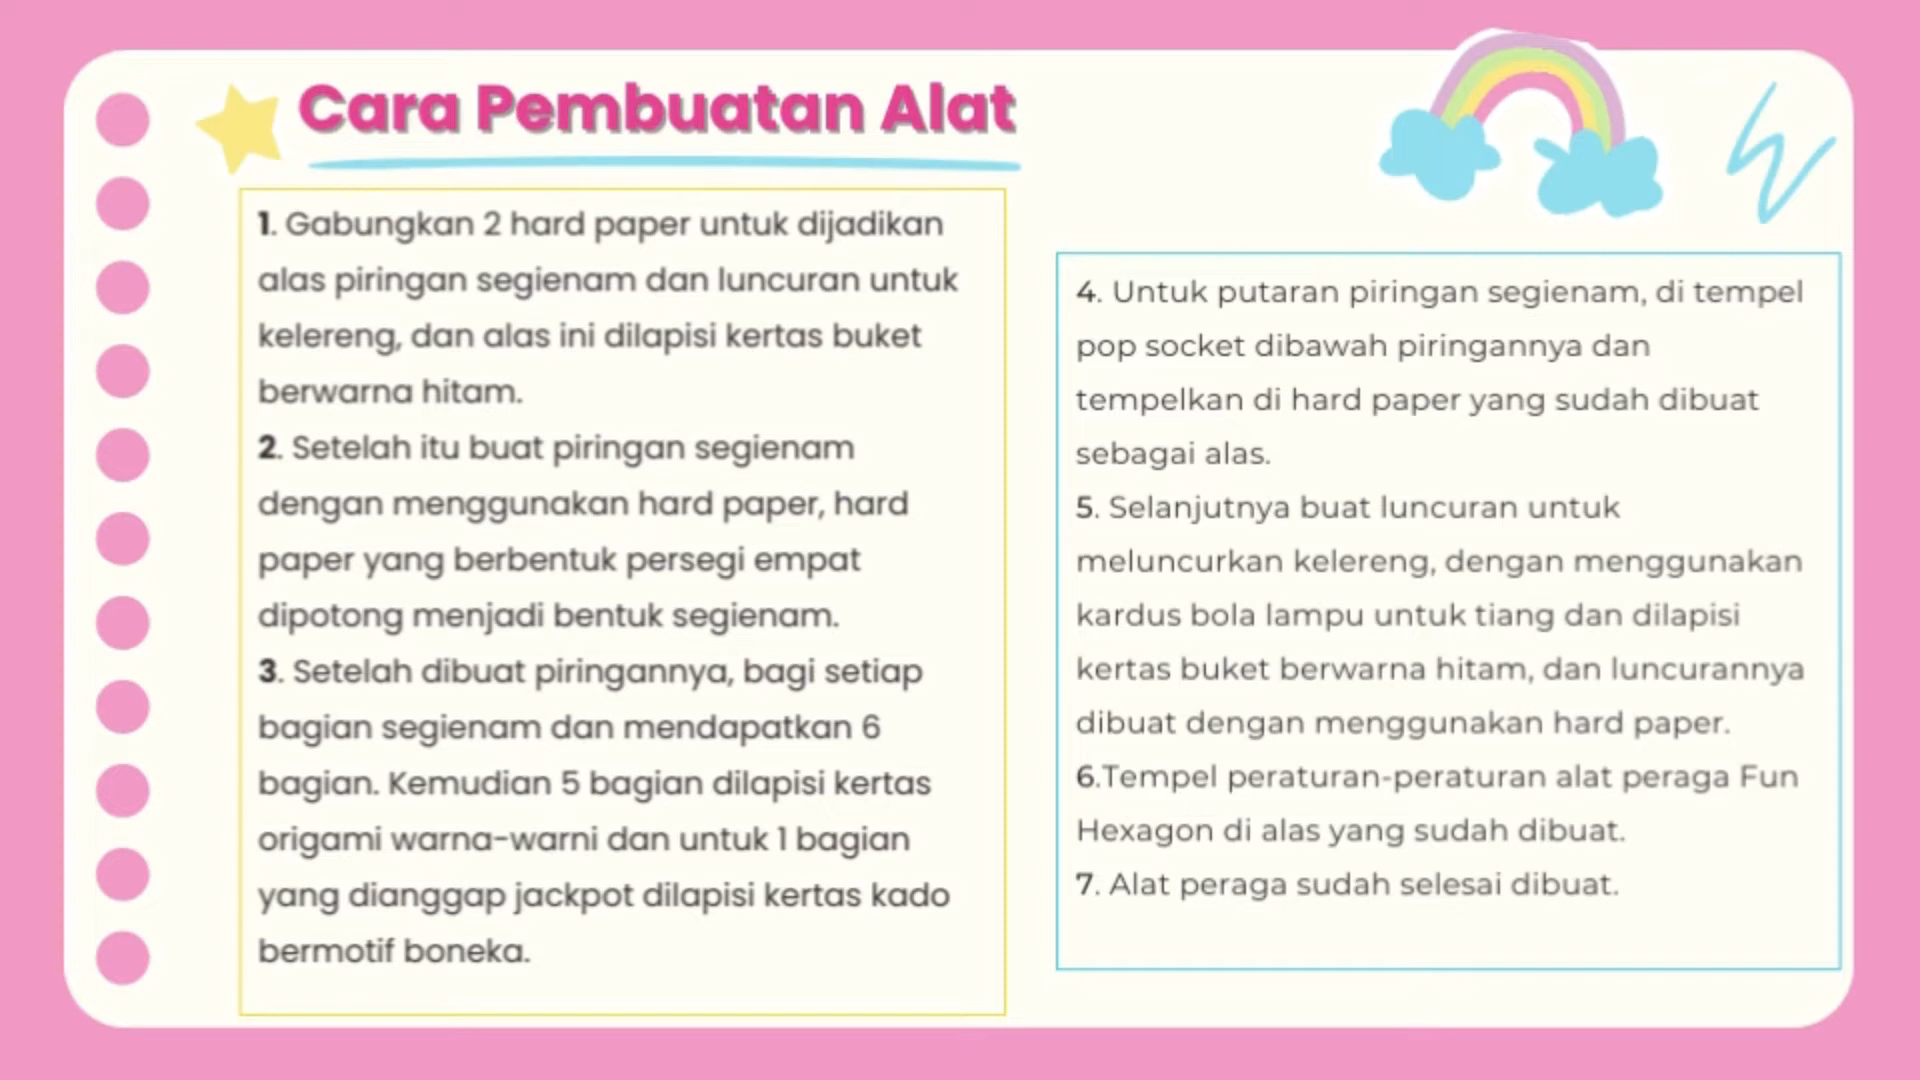 Cara Pembuatan Alat
1. Gabungkan 2 hard paper untuk dijadikan
alas piringan segienam dan luncuran untuk
kelereng, dan alas ini dilapisi kertas buket
berwarna hitam.
2. Setelah itu buat piringan segienam
dengan menggunakan hard paper, hard
paper yang berbentuk persegi empat
dipotong menjadi bentuk segienam.
3. Setelah dibuat piringannya, bagi setiap
bagian segienam dan mendapatkan 6
bagian. Kemudian 5 bagian dilapisi kertas
origami warna-warni dan untuk 1 bagian
yang dianggap jackpot dilapisi kertas kado
bermotif boneka.
4. Untuk putaran piringan segienam, di tempel
pop socket dibawah piringannya dan
tempelkan di hard paper yang sudah dibuat
sebagai alas.
5. Selanjutnya buat luncuran untuk
meluncurkan kelereng, dengan menggunakan
kardus bola lampu untuk tiang dan dilapisi
kertas buket berwarna hitam, dan luncurannya
dibuat dengan menggunakan hard paper.
6.Tempel peraturan-peraturan alat peraga Fun
Hexagon di alas yang sudah dibuat.
7. Alat peraga sudah selesai dibuat.